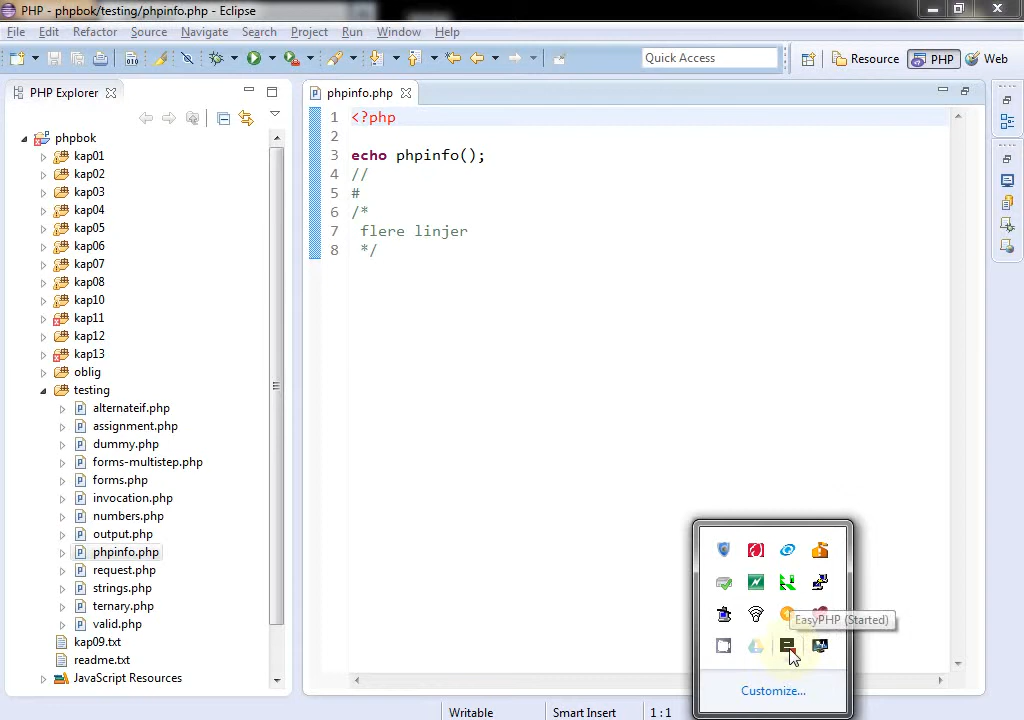 PHP - phpbok/testing/phpinfo.php - Eclipse
File Edit Refactor Source Navigate Search Project Run Window Help
Quick Access
Resource PHP Web
PHP Explorer
phpbok
kap01
kap02
kap03
kap04
kap05
kap06
kap07
kap08
kap10
kap11
kap12
kap13
oblig
testing
alternateif.php
assignment.php
dummy.php
forms-multistep.php
forms.php
invocation.php
numbers.php
output.php
phpinfo.php
request.php
strings.php
ternary.php
valid.php
kap09.txt
readme.txt
JavaScript Resources
phpinfo.php
1 <?php
2
3 echo phpinfo();
4 //
5 #
6 /*
7 flere linjer
8 */
EasyPHP (Started)
Customize...
Writable Smart Insert 1 : 1